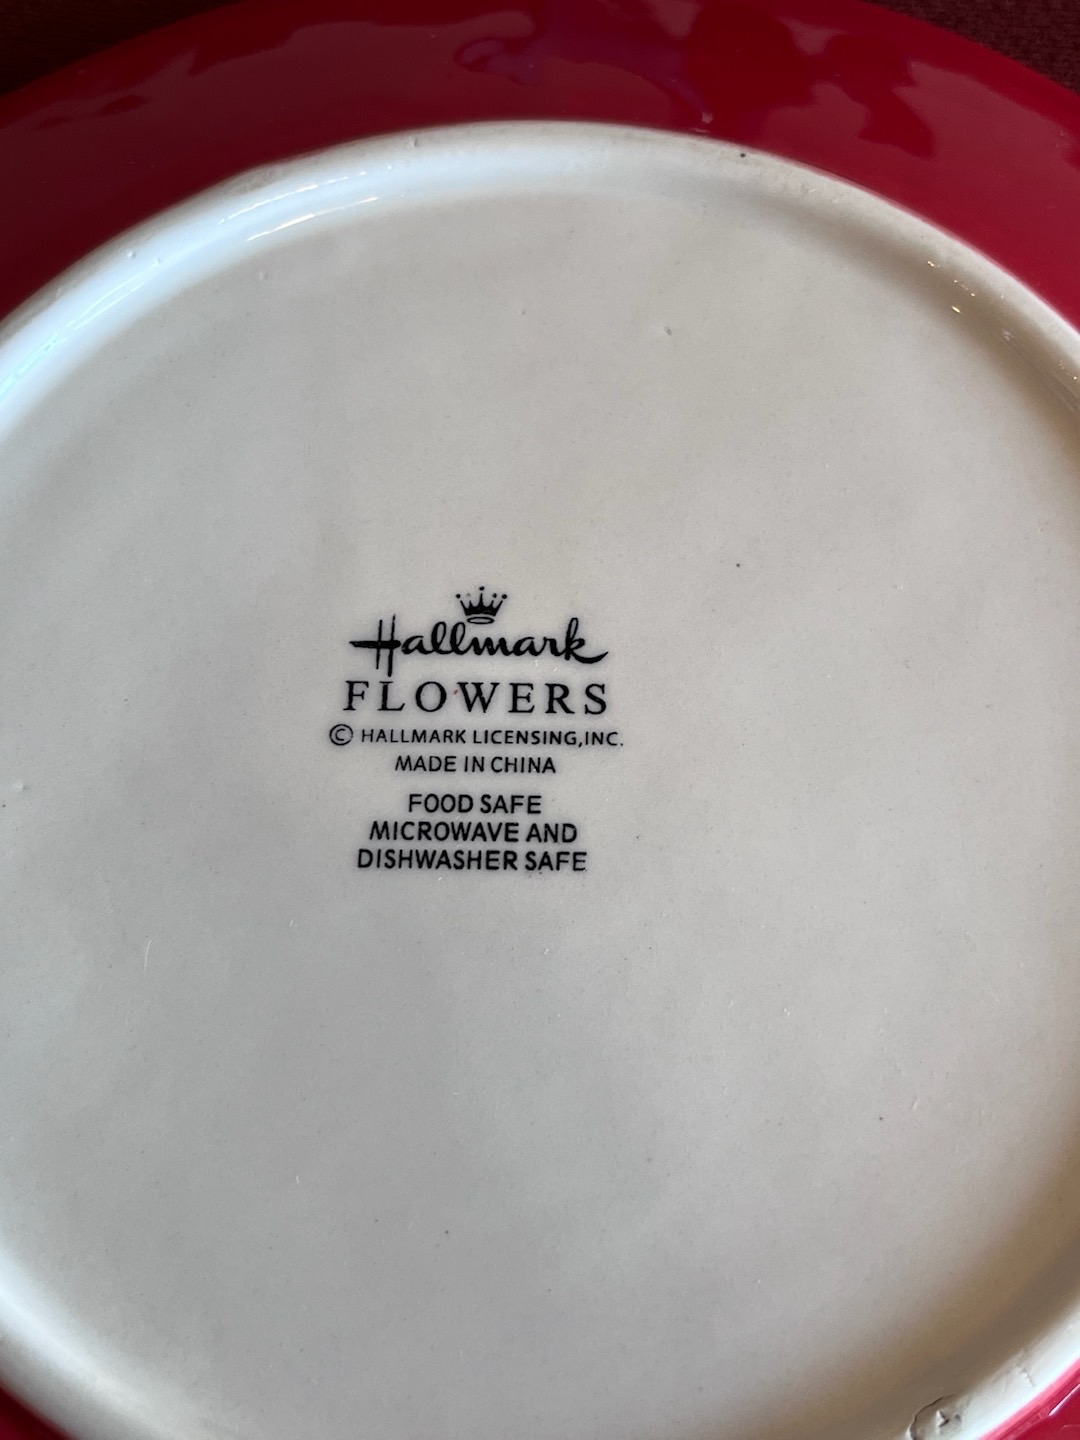 Hallmark
FLOWERS
© HALLMARK LICENSING,INC.
MADE IN CHINA
FOOD SAFE
MICROWAVE AND
DISHWASHER SAFE